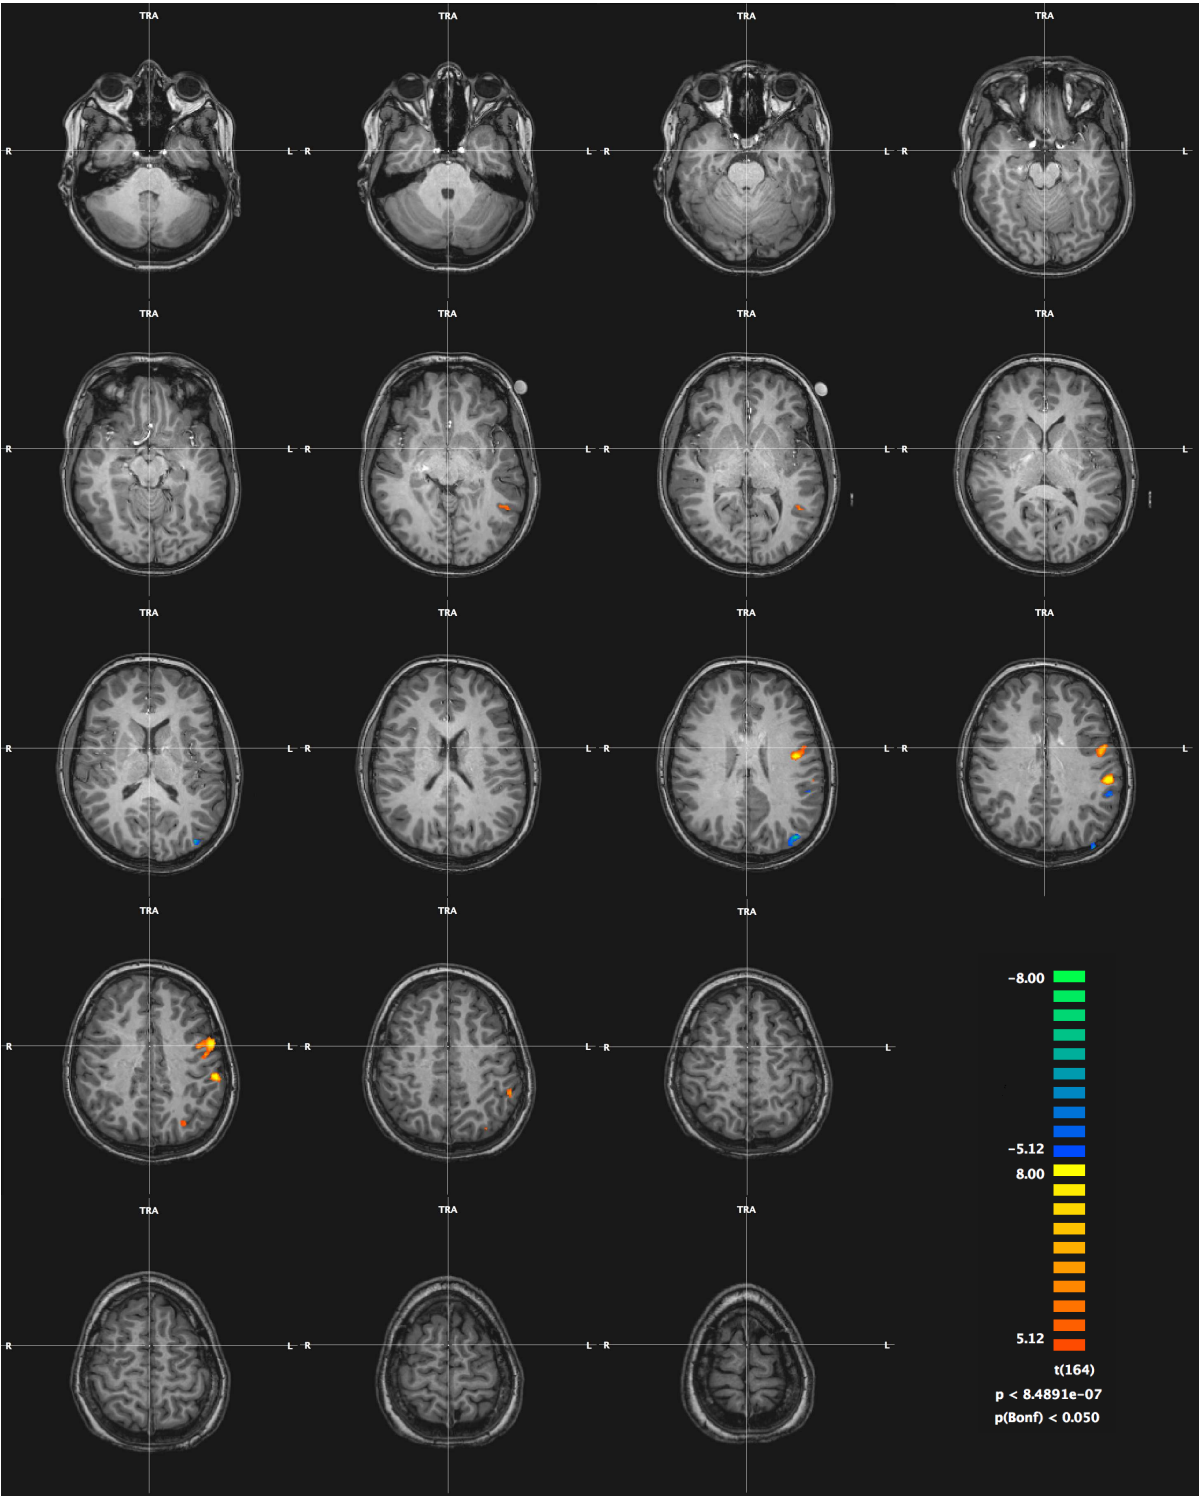 TRA TRA TRA TRA
R L R L R L R L
TRA TRA TRA TRA
R L R L R L R L
TRA TRA TRA TRA
R L R L R L R L
TRA TRA TRA
R L R L R L
−8.00
−5.12
8.00
TRA TRA TRA
R L R L R L
5.12
t(164)
p < 8.4891e−07
p(Bonf) < 0.050